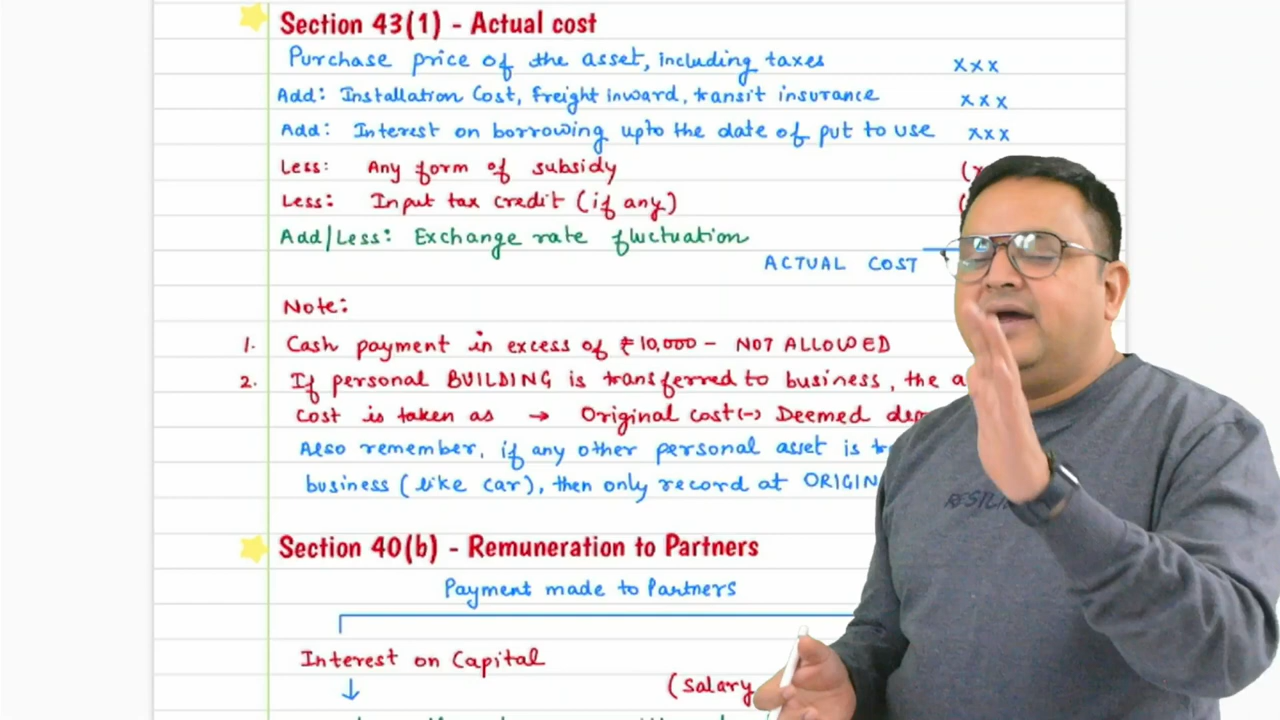 Section 43(1) - Actual cost
Purchase price of the asset, including taxes xxx
Add: Installation Cost, freight inward, transit insurance xxx
Add: Interest on borrowing upto the date of put to use xxx
Less: Any form of subsidy
Less: Input tax credit (if any)
Add/Less: Exchange rate fluctuation
ACTUAL COST
Note:
1. Cash payment in excess of ₹10,000 - NOT ALLOWED
2. If personal BUILDING is transferred to business, the
cost is taken as → Original cost (-) Deemed
Also remember, if any other personal asset is
business (like car), then only record at
Section 40(b) - Remuneration to Partners
Payment made to Partners
Interest on Capital
(Salary